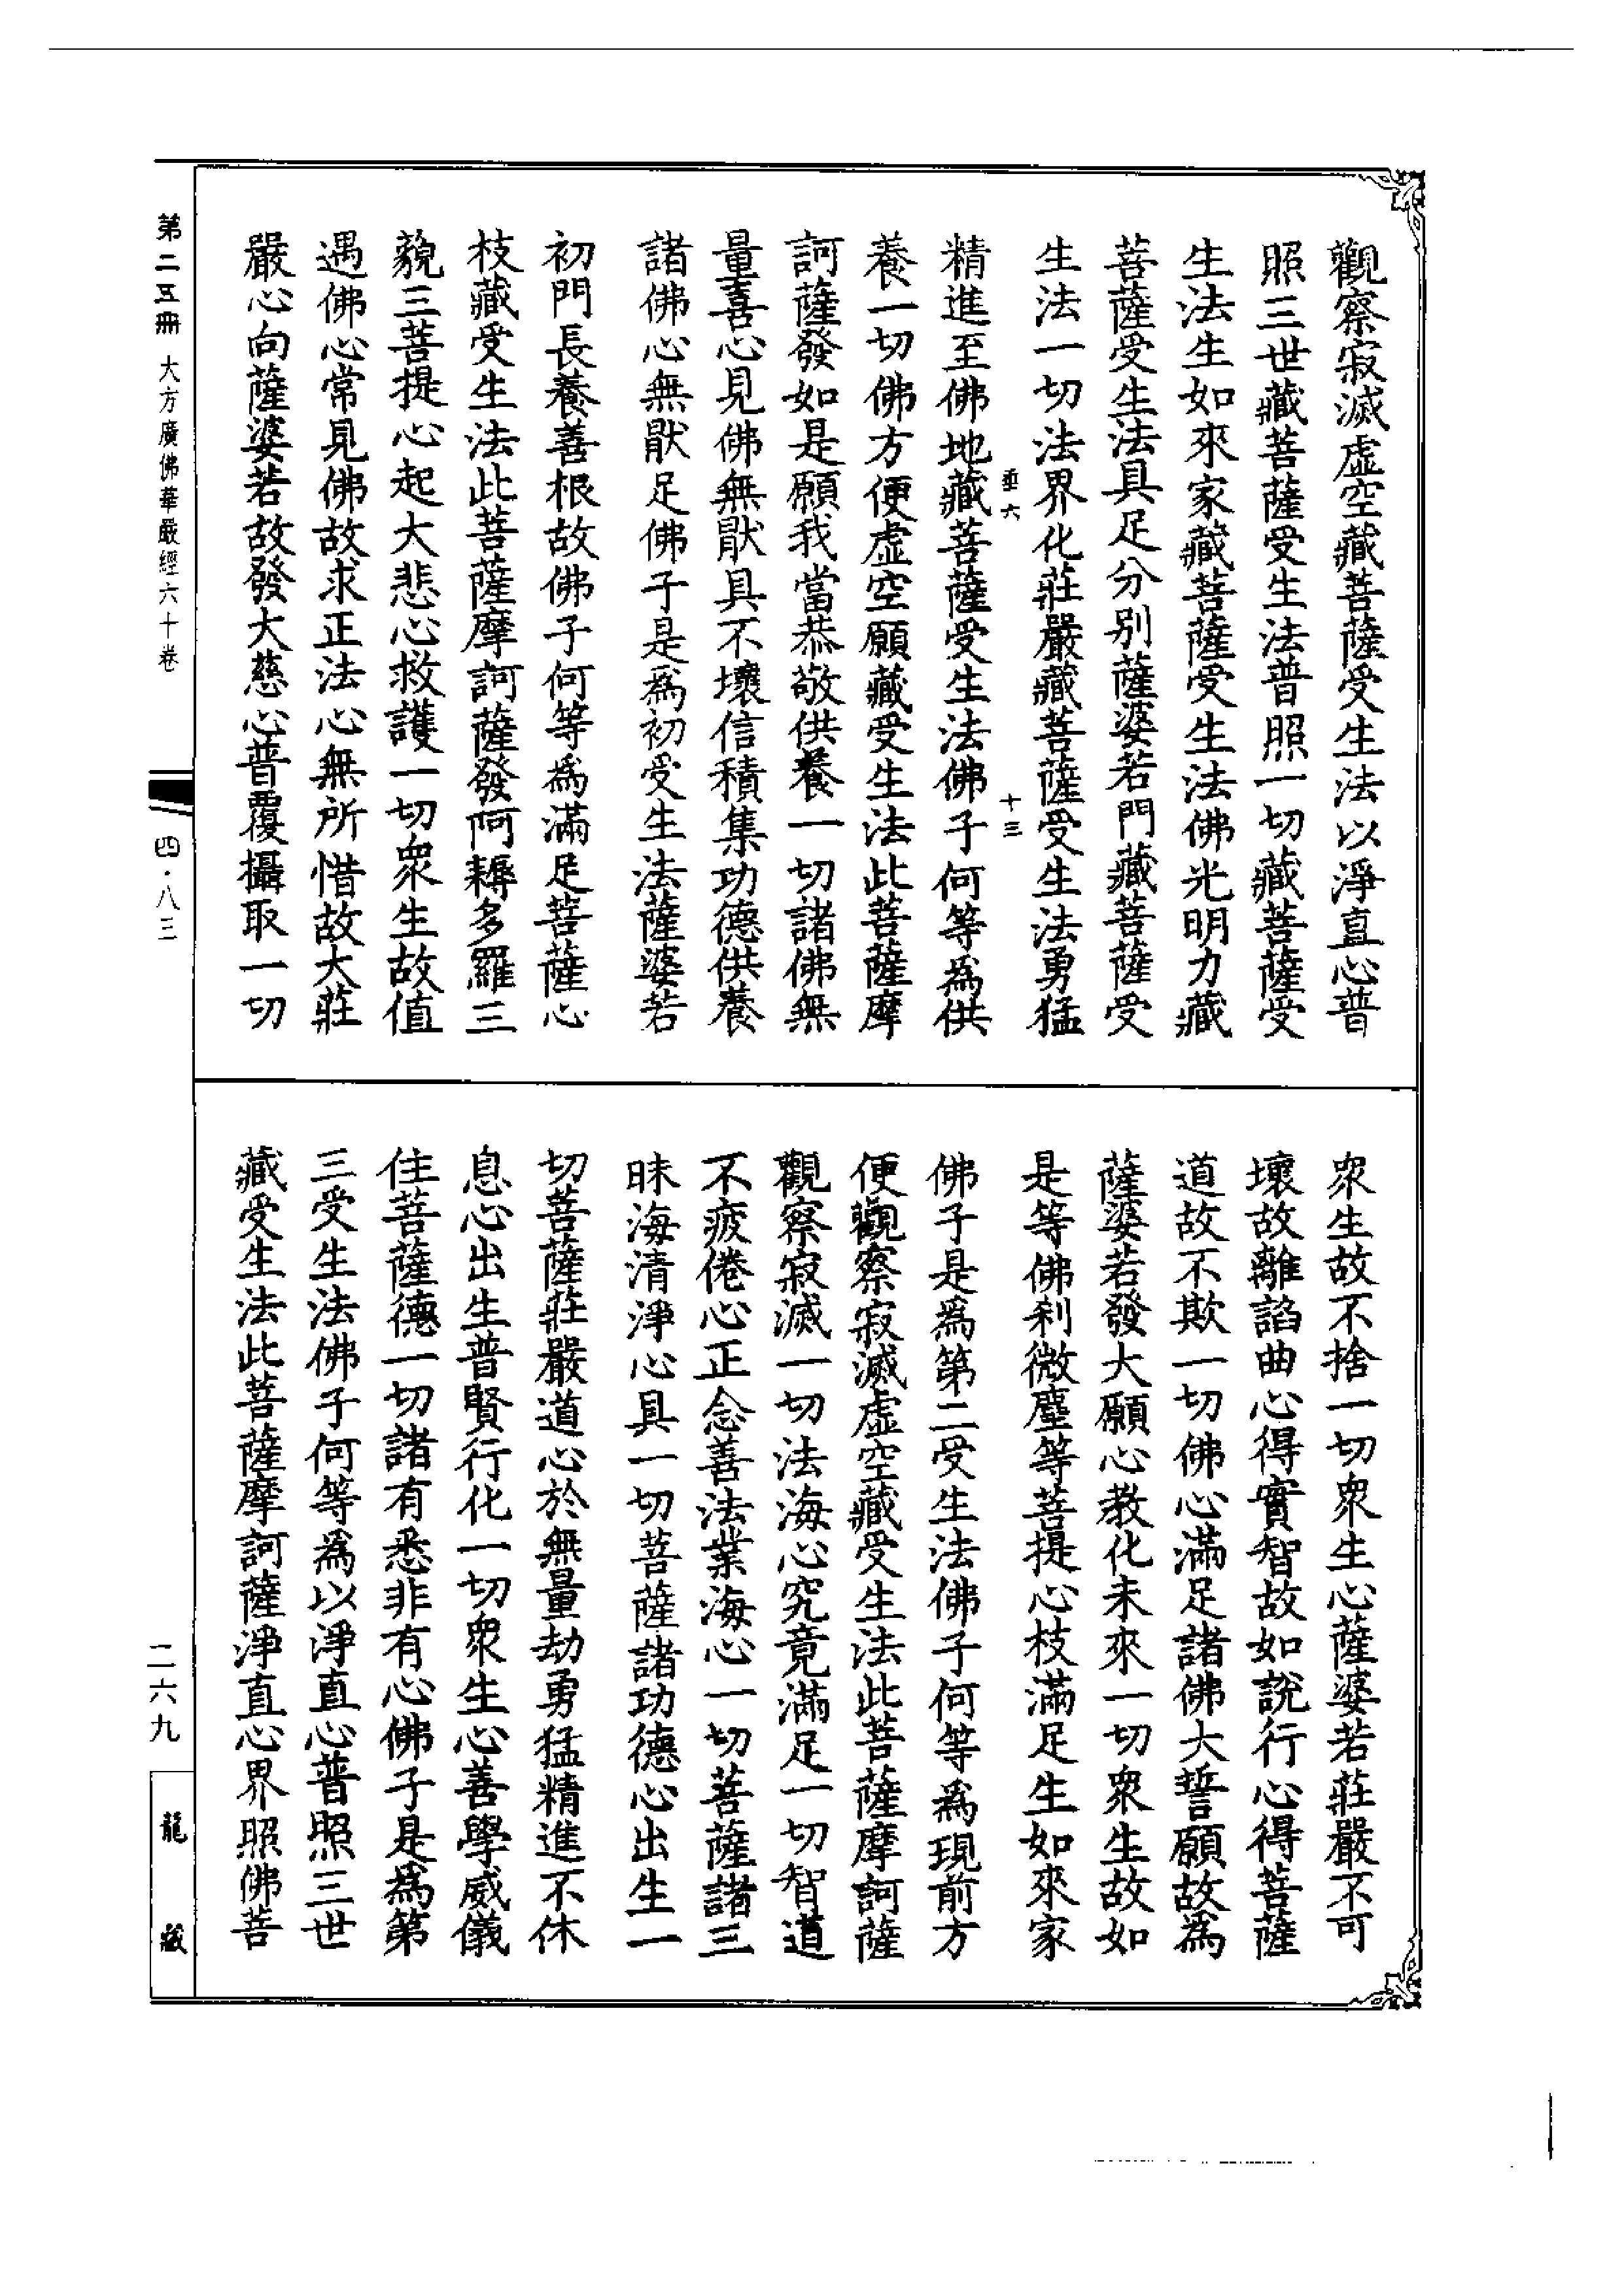 觀察寂滅虛空藏菩薩受生法以淨直心普
照三世藏菩薩受生法普照一切藏菩薩受
生法生如來家藏菩薩受生法佛光明力藏
菩薩受生法具足分別薩婆若門藏菩薩受
生法一切法界化莊嚴藏菩薩受生法勇猛
垂六 十三
精進至佛地藏菩薩受生法佛子何等為供
養一切佛方便虛空願藏受生法此菩薩摩
訶薩發如是願我當恭敬供養一切諸佛無
量喜心見佛無猒具不壞信積集功德供養
諸佛心無猒足佛子是為初受生法薩婆若
初門長養善根故佛子何等為滿足菩薩心
枝藏受生法此菩薩摩訶薩發阿耨多羅三
藐三菩提心起大悲心救護一切眾生故值
遇佛心常見佛故求正法心無所惜故大莊
嚴心向薩婆若故發大慈心普覆攝取一切
眾生故不捨一切眾生心薩婆若莊嚴不可
壞故離諂曲心得實智故如說行心得菩薩
道故不欺一切佛心滿足諸佛大誓願故為
薩婆若發大願心教化未來一切眾生故如
是等佛剎微塵等菩提心枝滿足生如來家
佛子是為第二受生法佛子何等為現前方
便觀察寂滅虛空藏受生法此菩薩摩訶薩
觀察寂滅一切法海心究竟滿足一切智道
不疲倦心正念善法業海心一切菩薩諸三
昧海清淨心具一切菩薩諸功德心出生一
切菩薩莊嚴道心於無量劫勇猛精進不休
息心出生普賢行化一切眾生心善學威儀
住菩薩德一切諸有悉非有心佛子是為第
三受生法佛子何等為以淨直心普照三世
藏受生法此菩薩摩訶薩淨直心界照佛菩
第二五冊 大方廣佛華嚴經六十卷
四·八三
二六九
龍藏